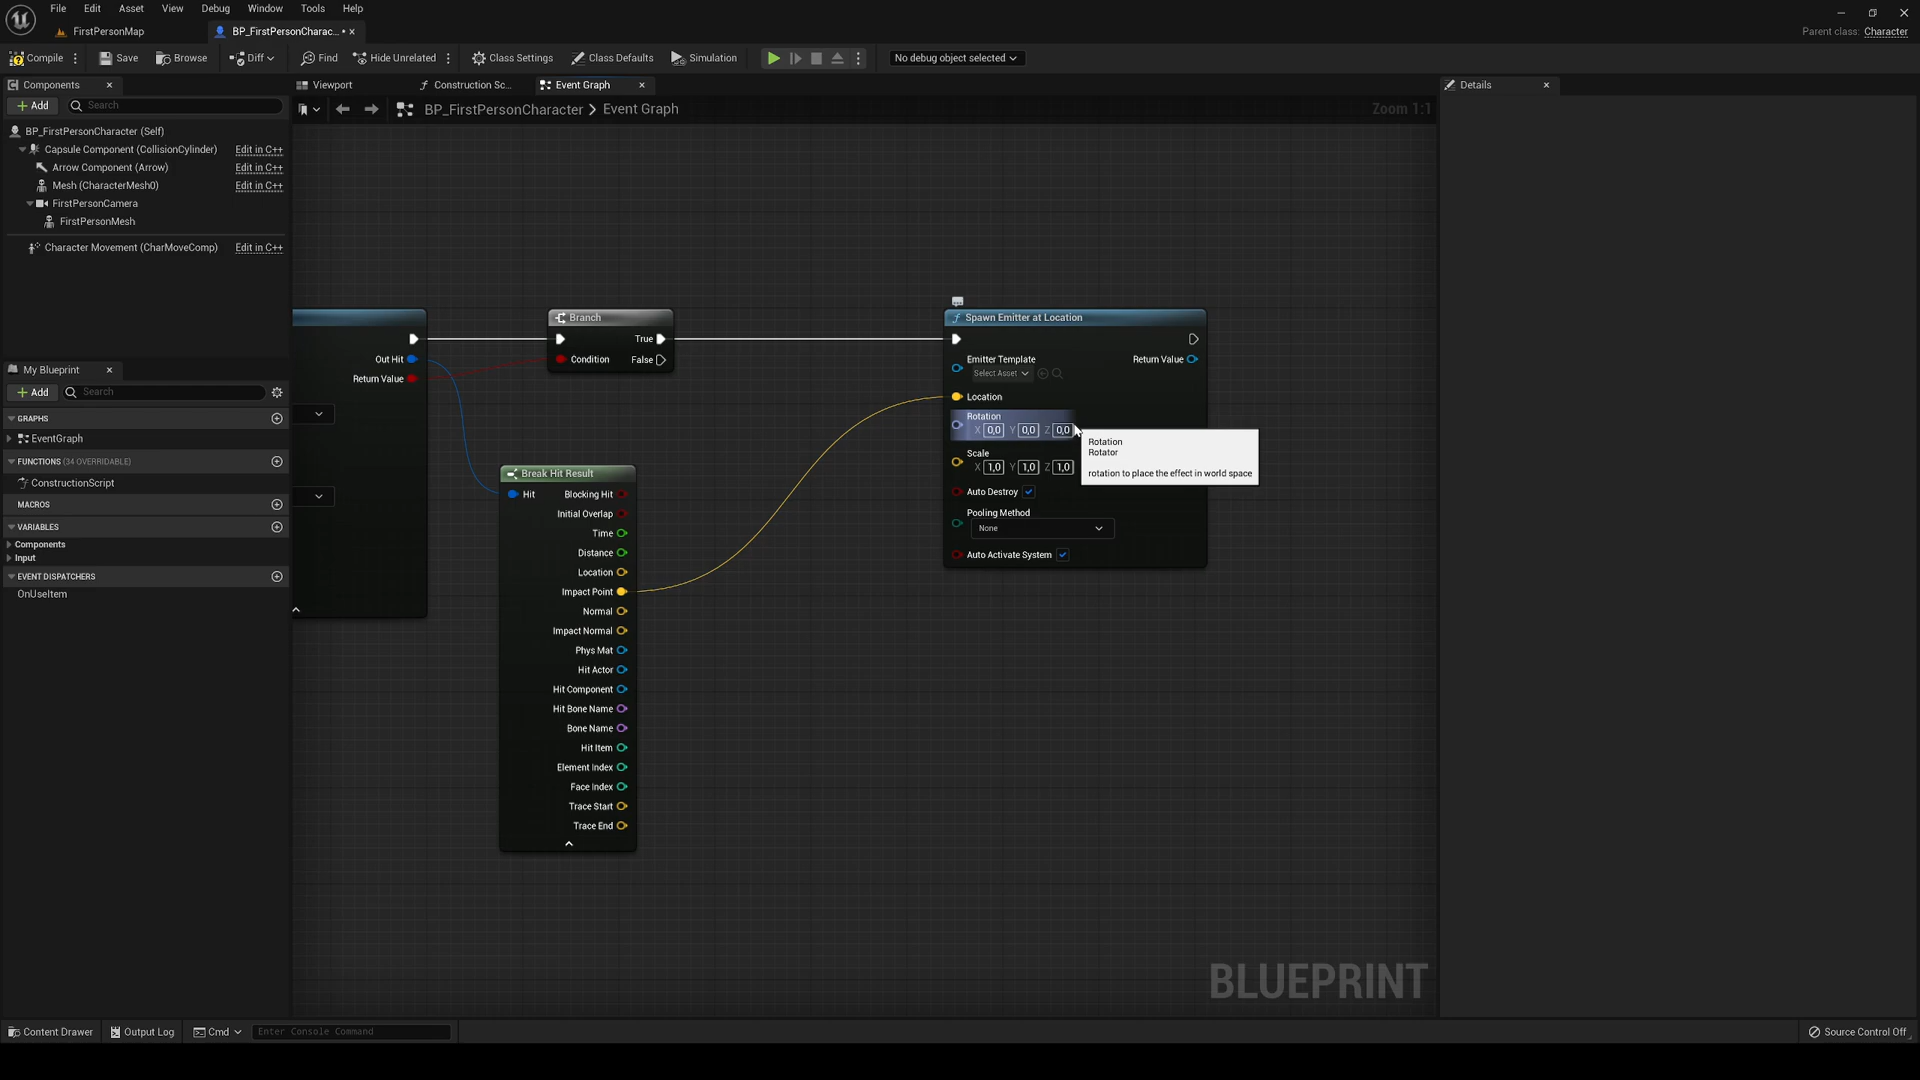 File Edit Asset View Debug Window Tools Help
FirstPersonMap
BP_FirstPersonCharac... •
Parent class: Character
Compile
Save
Browse
Diff
Find
Hide Unrelated
Class Settings
Class Defaults
Simulation
No debug object selected
Components
Viewport
Construction Sc...
Event Graph
Details
+ Add
Search
BP_FirstPersonCharacter > Event Graph
Zoom 1:1
BP_FirstPersonCharacter (Self)
Capsule Component (CollisionCylinder) Edit in C++
Arrow Component (Arrow) Edit in C++
Mesh (CharacterMesh0) Edit in C++
FirstPersonCamera
FirstPersonMesh
Character Movement (CharMoveComp) Edit in C++
My Blueprint
+ Add
Search
GRAPHS
EventGraph
FUNCTIONS (34 OVERRIDABLE)
ConstructionScript
MACROS
VARIABLES
Components
Input
EVENT DISPATCHERS
OnUseItem
Out Hit
Return Value
Branch
True
Condition
False
Break Hit Result
Hit
Blocking Hit
Initial Overlap
Time
Distance
Location
Impact Point
Normal
Impact Normal
Phys Mat
Hit Actor
Hit Component
Hit Bone Name
Bone Name
Hit Item
Element Index
Face Index
Trace Start
Trace End
f Spawn Emitter at Location
Emitter Template
Return Value
Select Asset
Location
Rotation
X 0,0 Y 0,0 Z 0,0
Scale
X 1,0 Y 1,0 Z 1,0
Auto Destroy
Pooling Method
None
Auto Activate System
Rotation
Rotator
rotation to place the effect in world space
BLUEPRINT
Content Drawer
Output Log
Cmd
Enter Console Command
Source Control Off